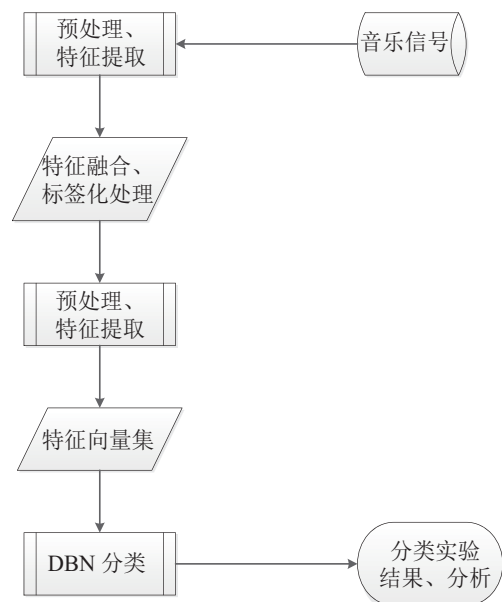 预处理、
特征提取
音乐信号
特征融合、
标签化处理
预处理、
特征提取
特征向量集
DBN 分类
分类实验
结果、分析